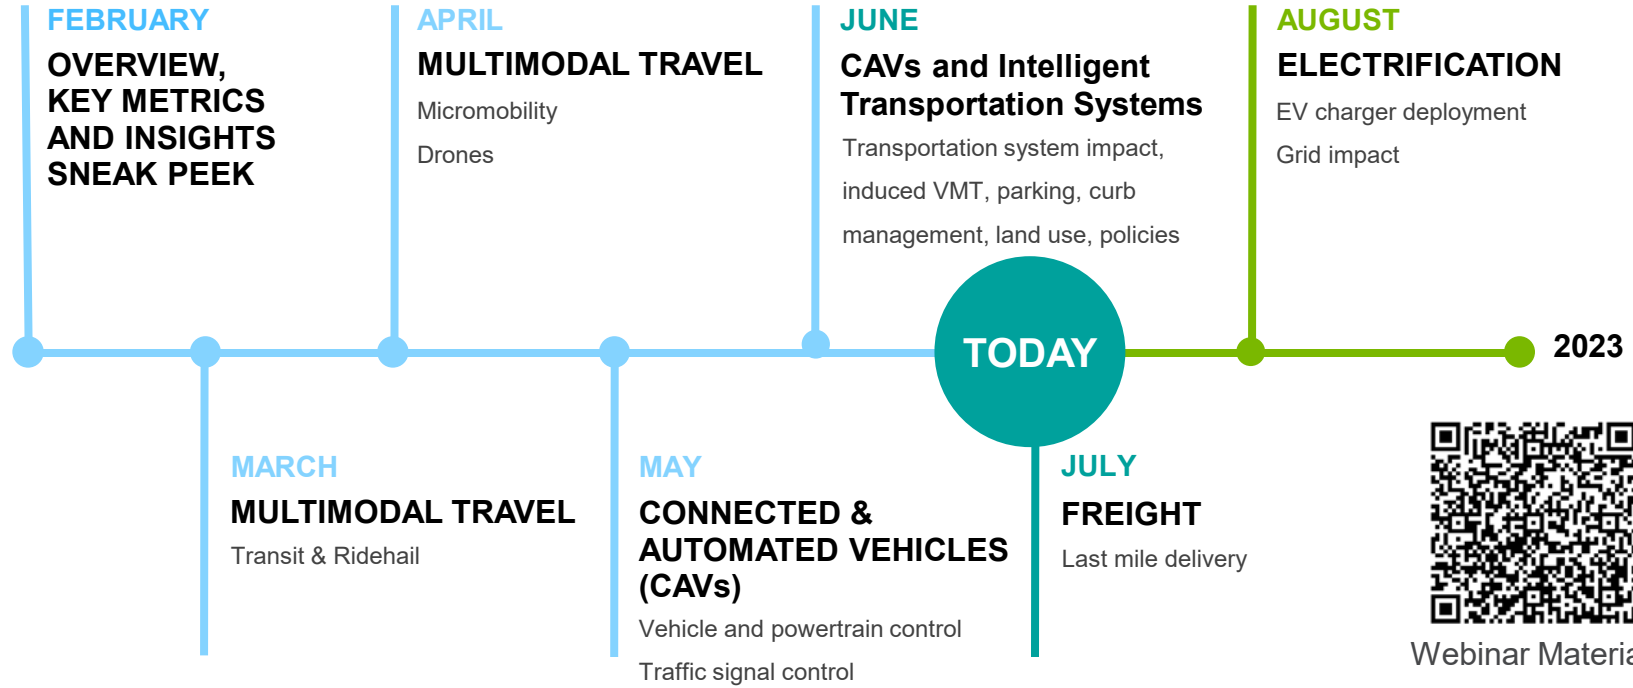 FEBRUARY
OVERVIEW,
KEY METRICS
AND INSIGHTS
SNEAK PEEK
APRIL
MULTIMODAL TRAVEL
Micromobility
Drones
JUNE
CAVs and Intelligent
Transportation Systems
Transportation system impact,
induced VMT, parking, curb
management, land use, policies
AUGUST
ELECTRIFICATION
EV charger deployment
Grid impact
TODAY
2023
MARCH
MULTIMODAL TRAVEL
Transit & Ridehail
MAY
CONNECTED &
AUTOMATED VEHICLES
(CAVs)
Vehicle and powertrain control
Traffic signal control
JULY
FREIGHT
Last mile delivery
Webinar Materia